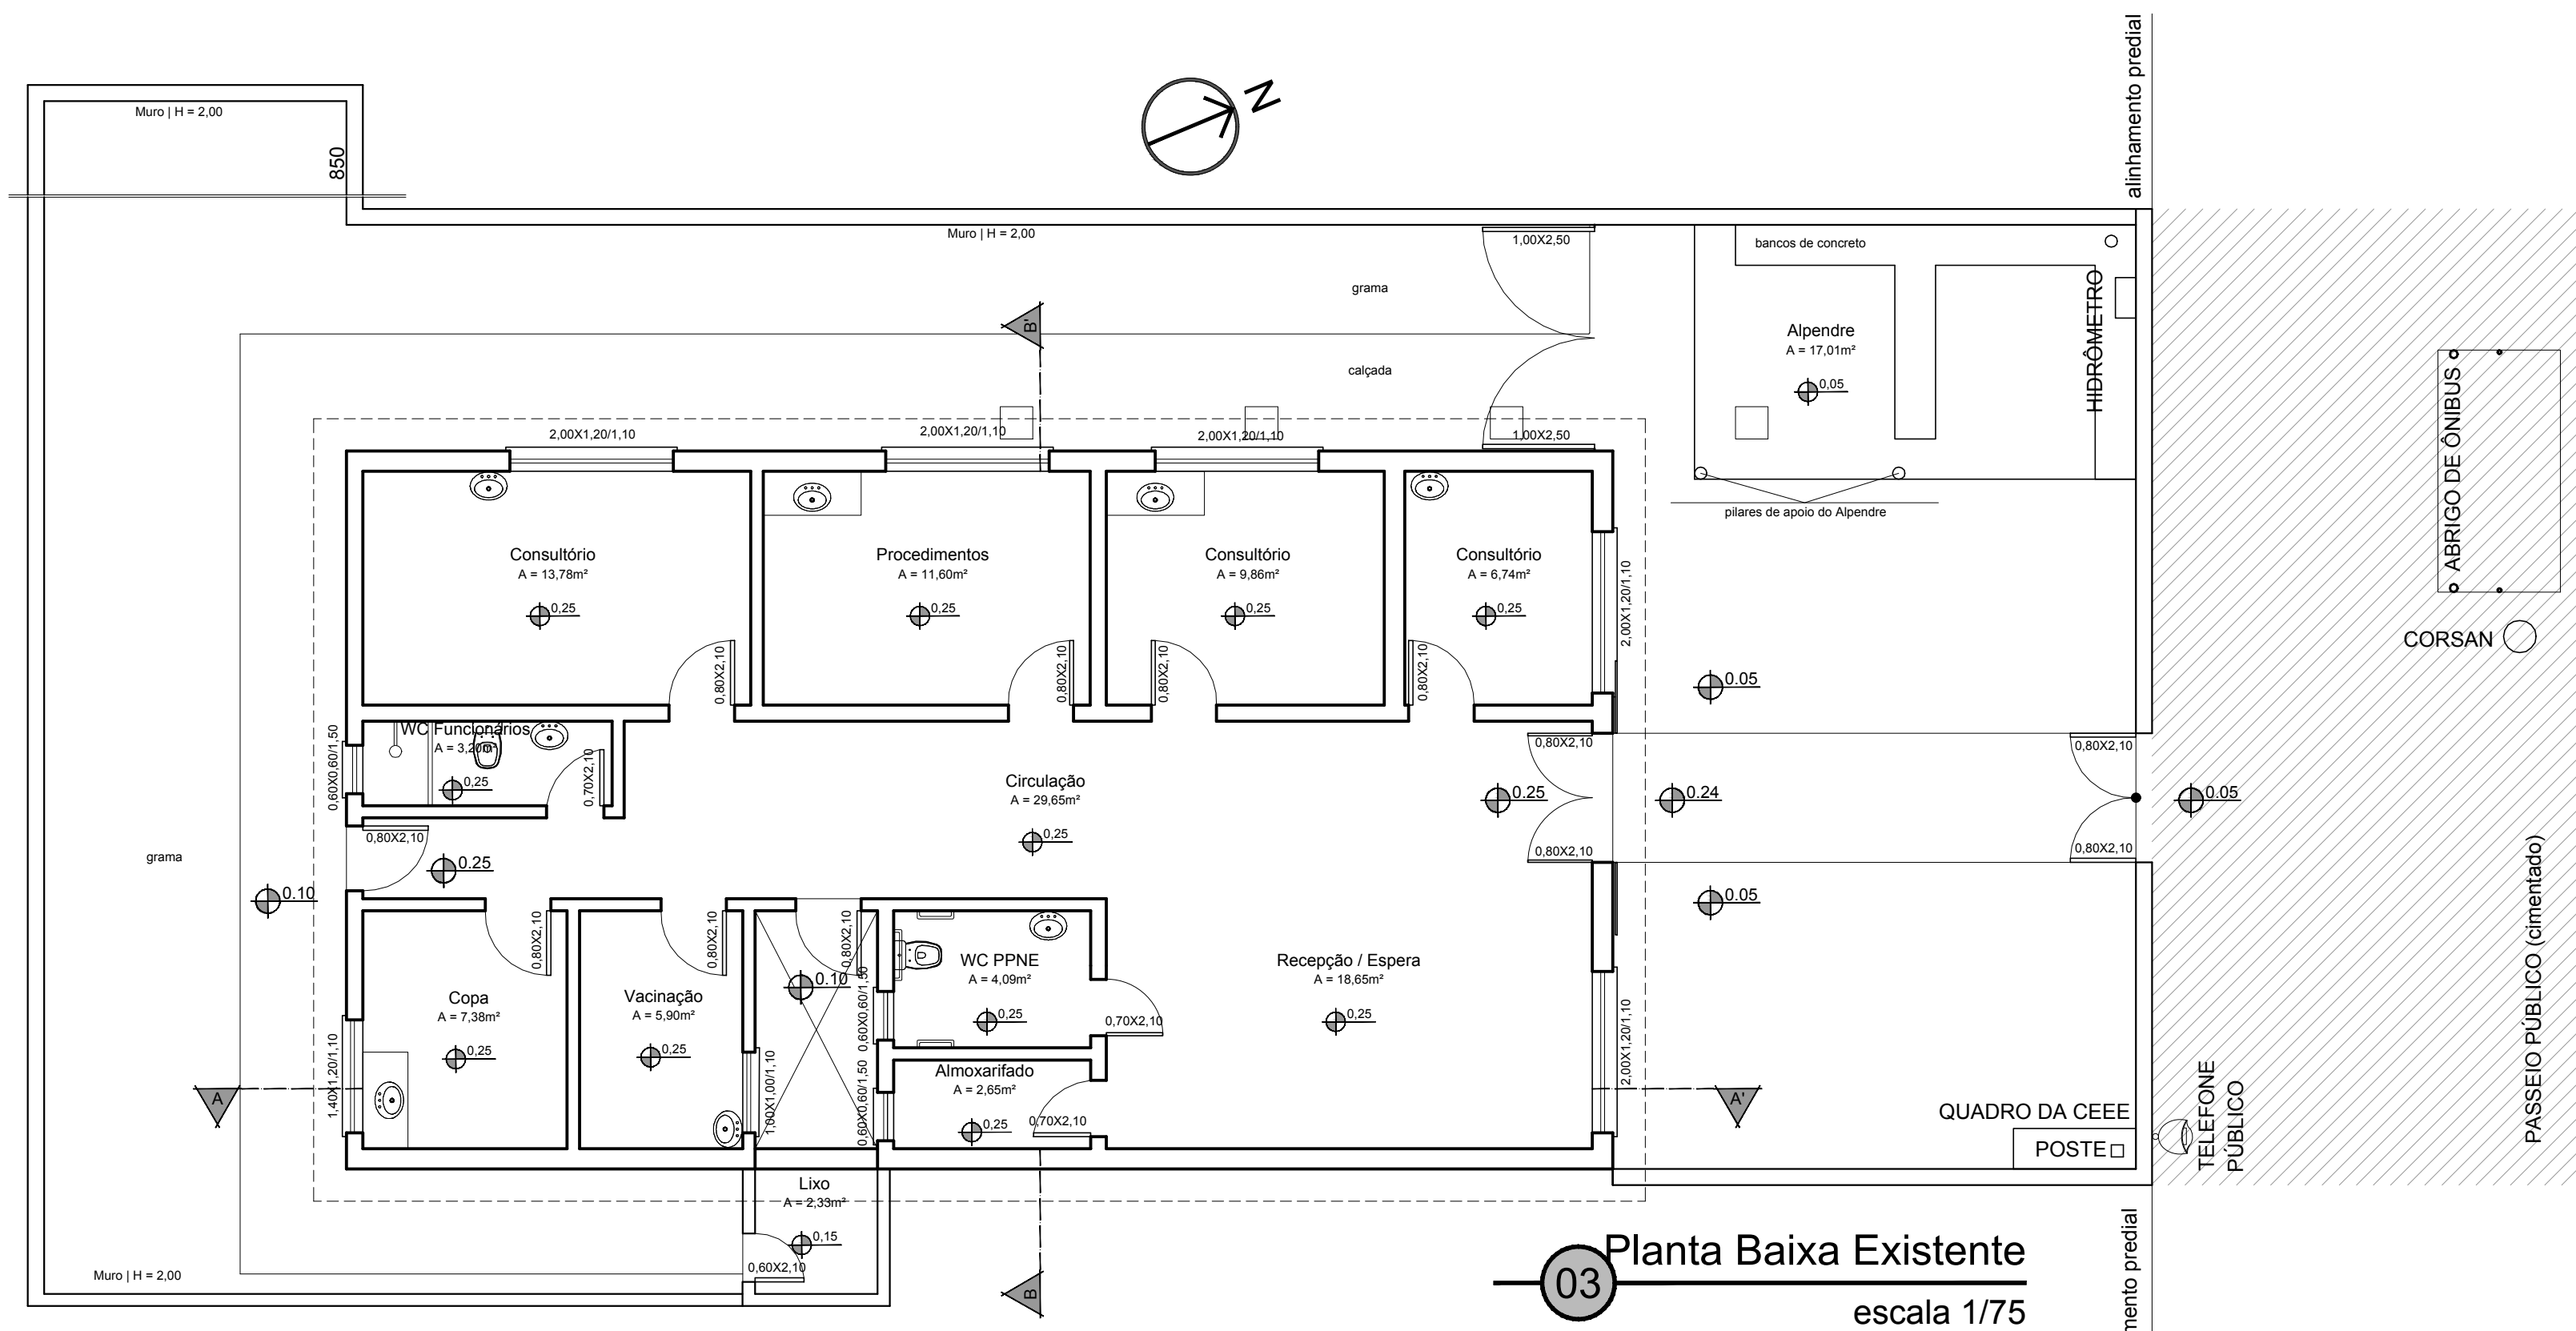 alinhamento predial
Muro | H = 2,00
850
N
Muro | H = 2,00
1,00X2,50
bancos de concreto
grama
HIDRÔMETRO
B'
Alpendre
A = 17,01m²
0,05
calçada
ABRIGO DE ÔNIBUS
2,00X1,20/1,10
2,00X1,20/1,10
2,00X1,20/1,10
1,00X2,50
pilares de apoio do Alpendre
Consultório
A = 13,78m²
0,25
Procedimentos
A = 11,60m²
0,25
Consultório
A = 9,86m²
0,25
Consultório
A = 6,74m²
0,25
2,00X1,20/1,10
CORSAN
0,80X2,10
0,80X2,10
0,80X2,10
0,80X2,10
0.05
WC Funcionários
A = 3,20m²
0,25
0,60X0,60/1,50
0,70X2,10
0,80X2,10
0,80X2,10
Circulação
A = 29,65m²
0,25
0.25
0.24
0.05
0,80X2,10
0,80X2,10
0,80X2,10
0.25
grama
0.10
0.05
PASSEIO PÚBLICO (cimentado)
0,80X2,10
0,80X2,10
0,80X2,10
0.10
Copa
A = 7,38m²
0,25
Vacinação
A = 5,90m²
0,25
0,60X0,60/1,50
WC PPNE
A = 4,09m²
0,25
0,70X2,10
Recepção / Espera
A = 18,65m²
0,25
1,40X1,20/1,10
1,00X1,00/1,10
0,60X0,60/1,50
Almoxarifado
A = 2,65m²
0,25
0,70X2,10
2,00X1,20/1,10
A
A'
QUADRO DA CEEE
POSTE
TELEFONE
PÚBLICO
Lixo
A = 2,33m²
0,15
0,60X2,10
Muro | H = 2,00
B
03
Planta Baixa Existente
escala 1/75
mento predial